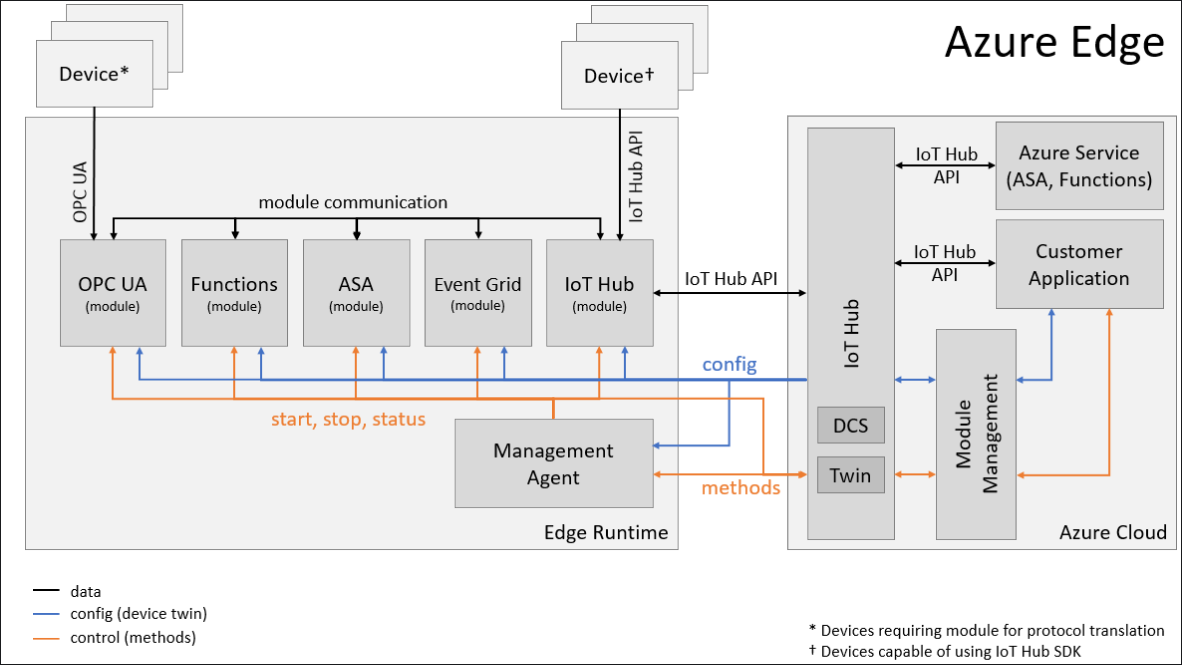 Azure Edge
Device*
Device†
OPC UA
IoT Hub API
module communication
OPC UA
(module)
Functions
(module)
ASA
(module)
Event Grid
(module)
IoT Hub
(module)
IoT Hub API
config
start, stop, status
Management
Agent
methods
Edge Runtime
IoT Hub
DCS
Twin
IoT Hub
API
Azure Service
(ASA, Functions)
IoT Hub
API
Customer
Application
Module
Management
Azure Cloud
data
config (device twin)
control (methods)
* Devices requiring module for protocol translation
† Devices capable of using IoT Hub SDK